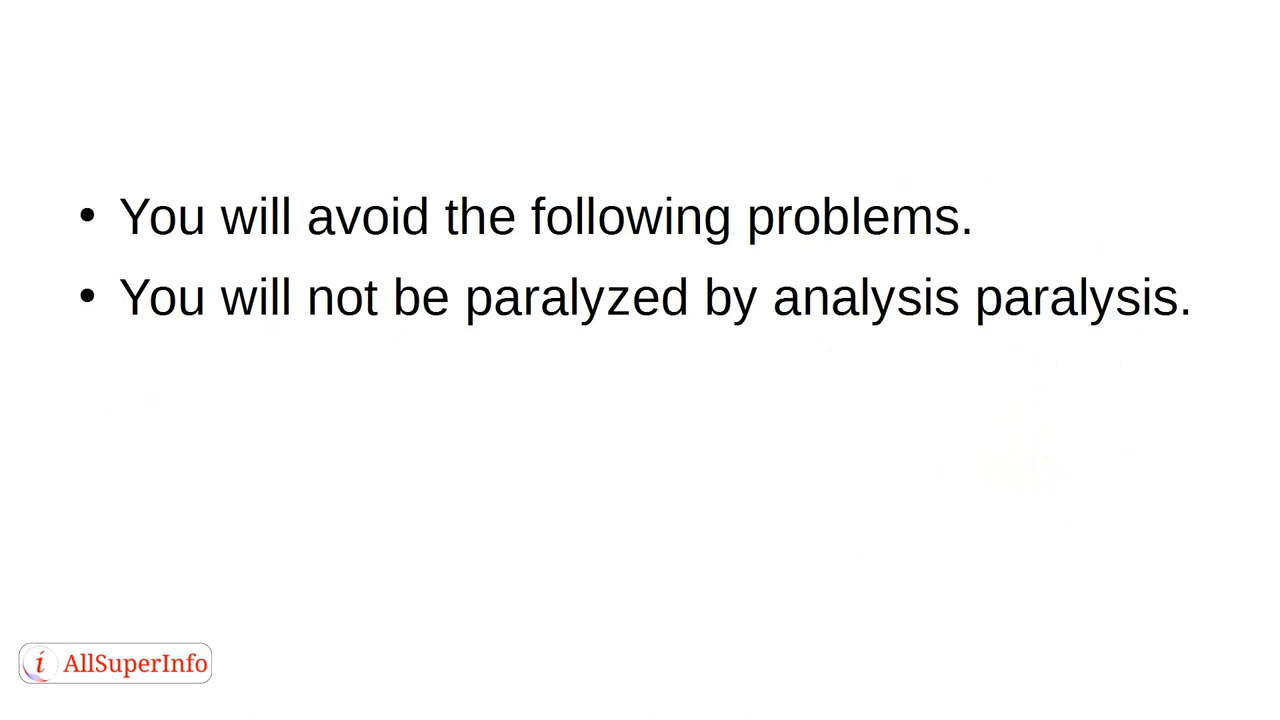 • You will avoid the following problems.
• You will not be paralyzed by analysis paralysis.
i AllSuperInfo